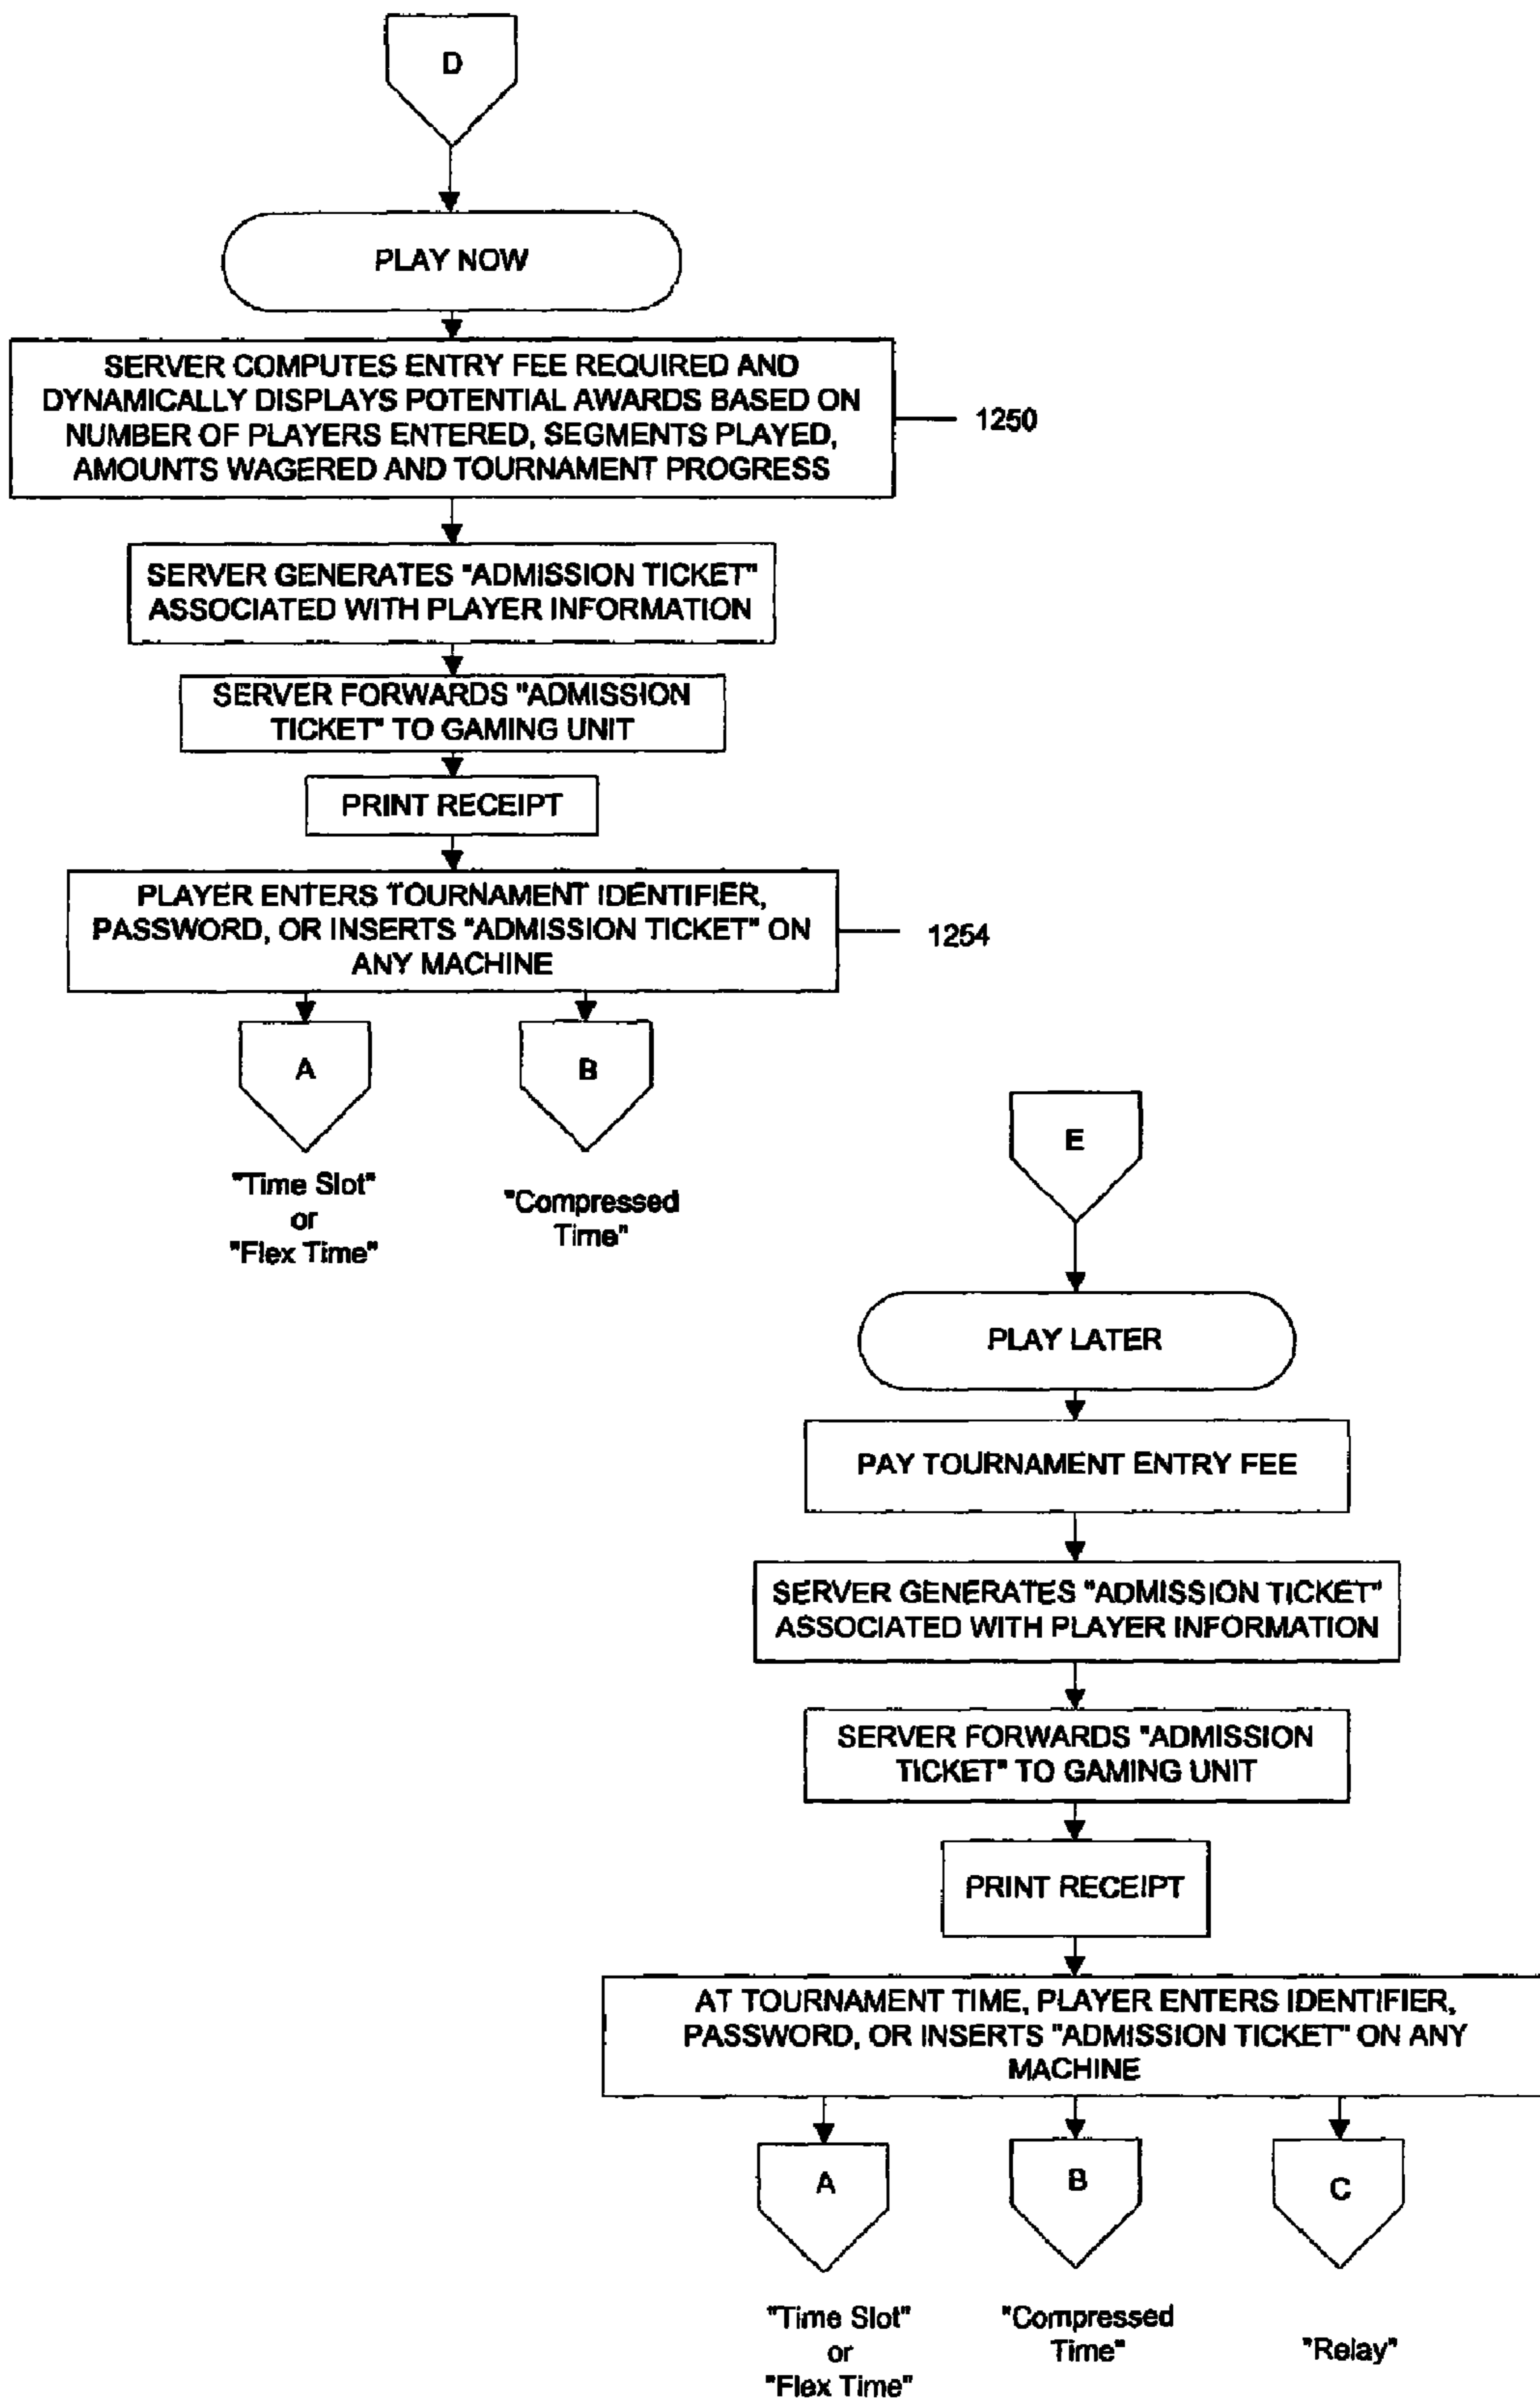 D
PLAY NOW
SERVER COMPUTES ENTRY FEE REQUIRED AND
DYNAMICALLY DISPLAYS POTENTIAL AWARDS BASED ON
NUMBER OF PLAYERS ENTERED, SEGMENTS PLAYED,
AMOUNTS WAGERED AND TOURNAMENT PROGRESS
1250
SERVER GENERATES "ADMISSION TICKET"
ASSOCIATED WITH PLAYER INFORMATION
SERVER FORWARDS "ADMISSION
TICKET" TO GAMING UNIT
PRINT RECEIPT
PLAYER ENTERS TOURNAMENT IDENTIFIER,
PASSWORD, OR INSERTS "ADMISSION TICKET" ON
ANY MACHINE
1254
A
B
"Time Slot"
or
"Flex Time"
"Compressed
Time"
E
PLAY LATER
PAY TOURNAMENT ENTRY FEE
SERVER GENERATES "ADMISSION TICKET"
ASSOCIATED WITH PLAYER INFORMATION
SERVER FORWARDS "ADMISSION
TICKET" TO GAMING UNIT
PRINT RECEIPT
AT TOURNAMENT TIME, PLAYER ENTERS IDENTIFIER,
PASSWORD, OR INSERTS "ADMISSION TICKET" ON ANY
MACHINE
A
B
C
"Time Slot"
or
"Flex Time"
"Compressed
Time"
"Relay"